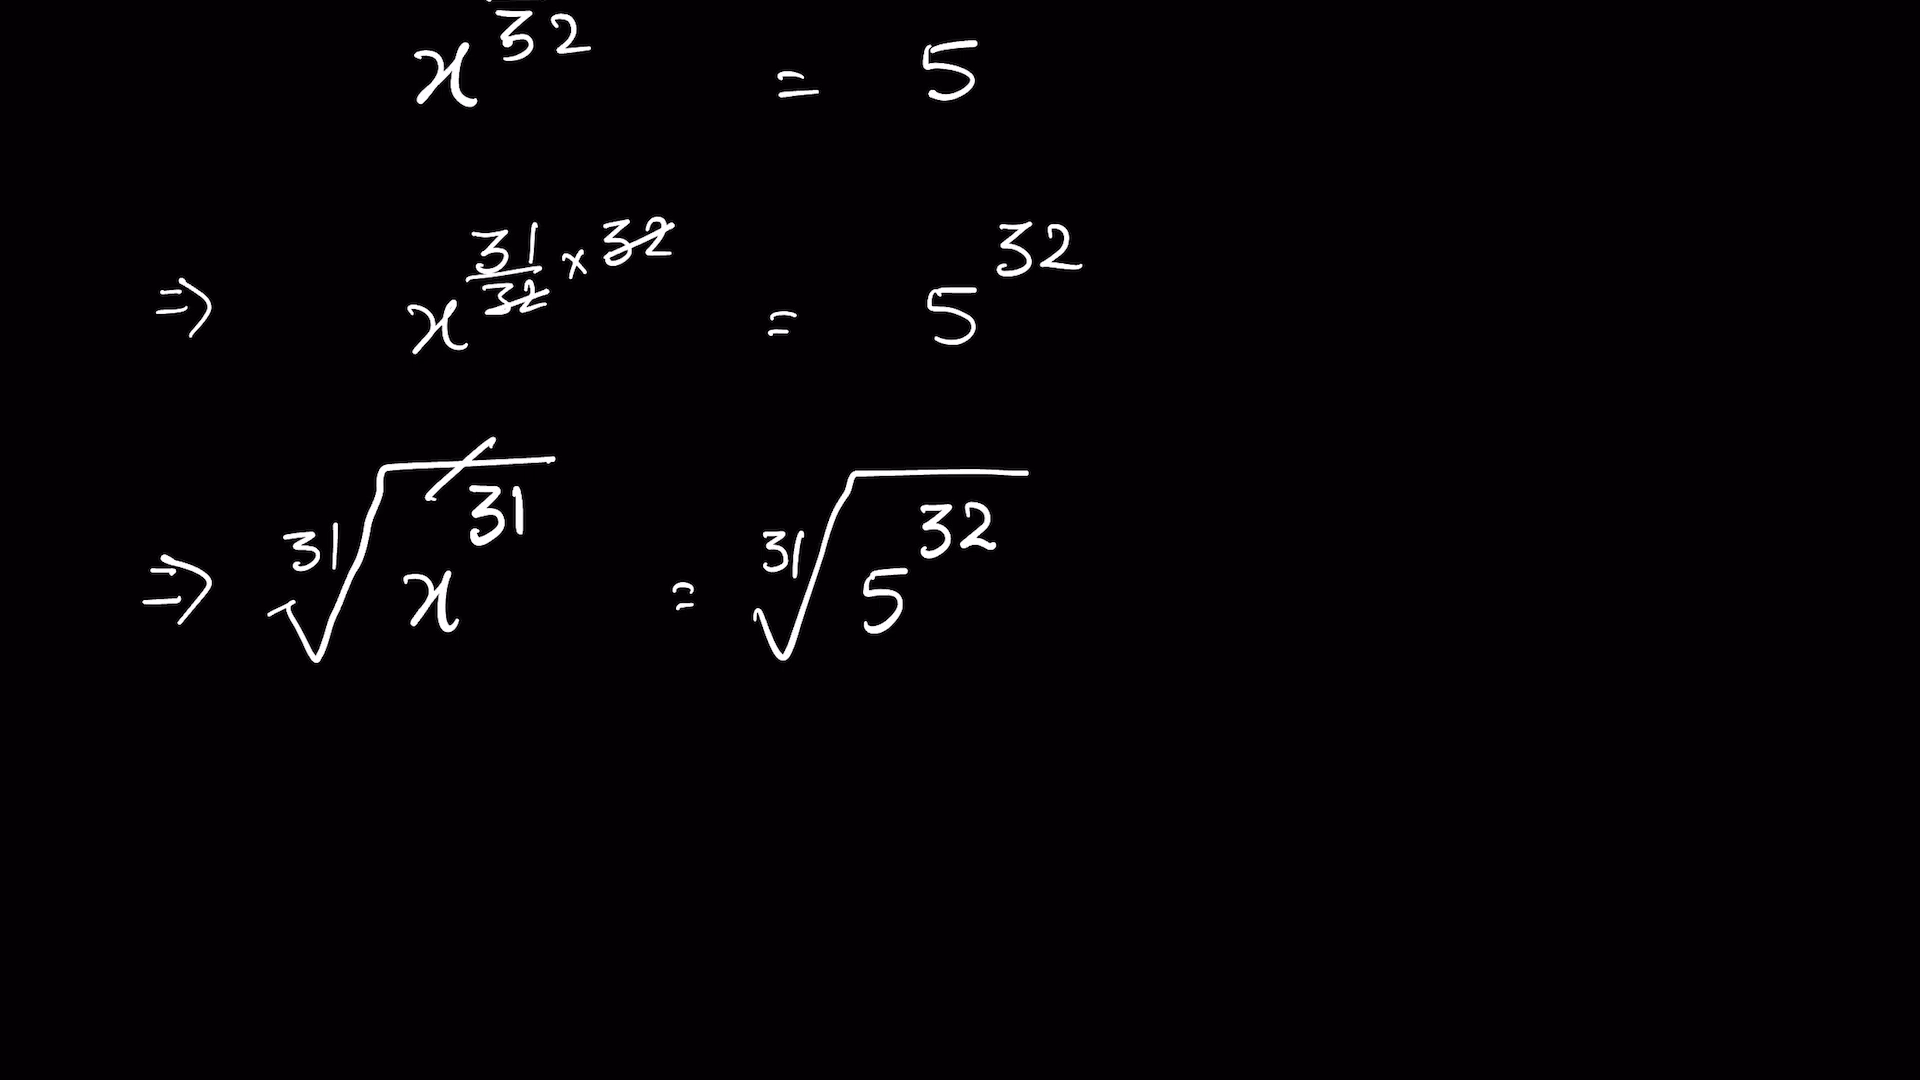 x^32 = 5
⇒ x^(31/32 × 32) = 5^32
⇒ ³¹√x^31 = ³¹√5^32